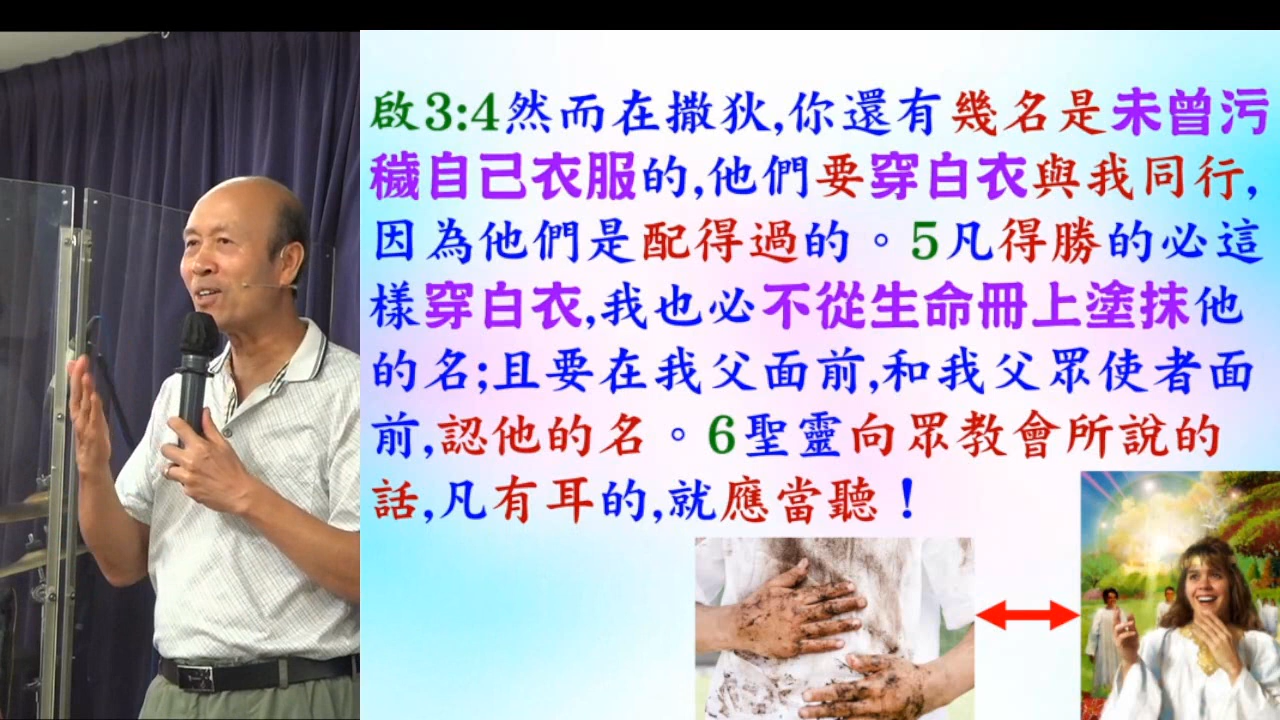 啟3:4然而在撒狄,你還有幾名是未曾污
穢自己衣服的,他們要穿白衣與我同行,
因為他們是配得過的。5凡得勝的必這
樣穿白衣,我也必不從生命冊上塗抹他
的名;且要在我父面前,和我父眾使者面
前,認他的名。6聖靈向眾教會所說的
話,凡有耳的,就應當聽！